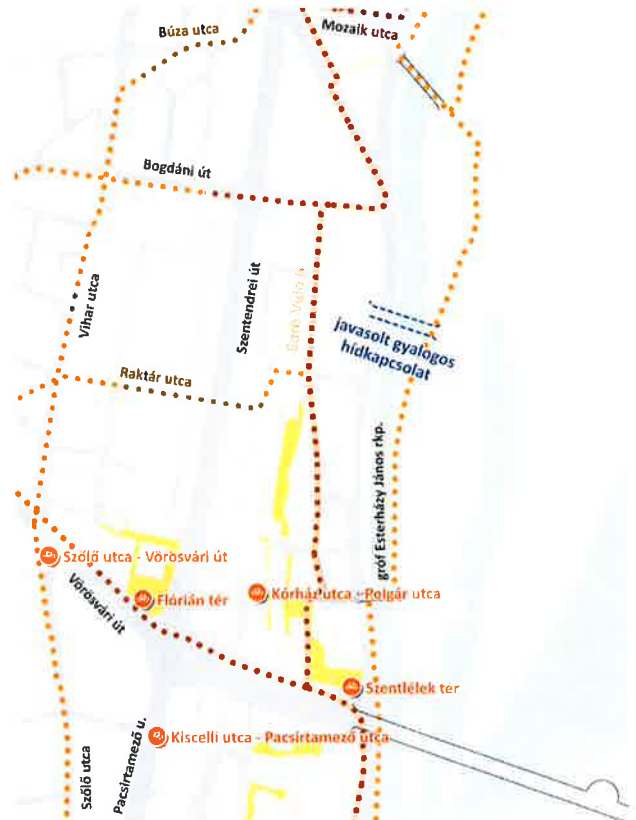 Búza utca
Mozaik utca
Bogdáni út
Vihar utca
Szentendrei út
javasolt gyalogos
hídkapcsolat
Raktár utca
gróf Esterházy János rkp.
Szőlő utca - Vörösvári út
Vörösvári út
Flórián tér
Kórház utca - Polgár utca
Szentlélek tér
Kiscelli utca - Pacsirtamező utca
Szőlő utca
Pacsirtamező u.